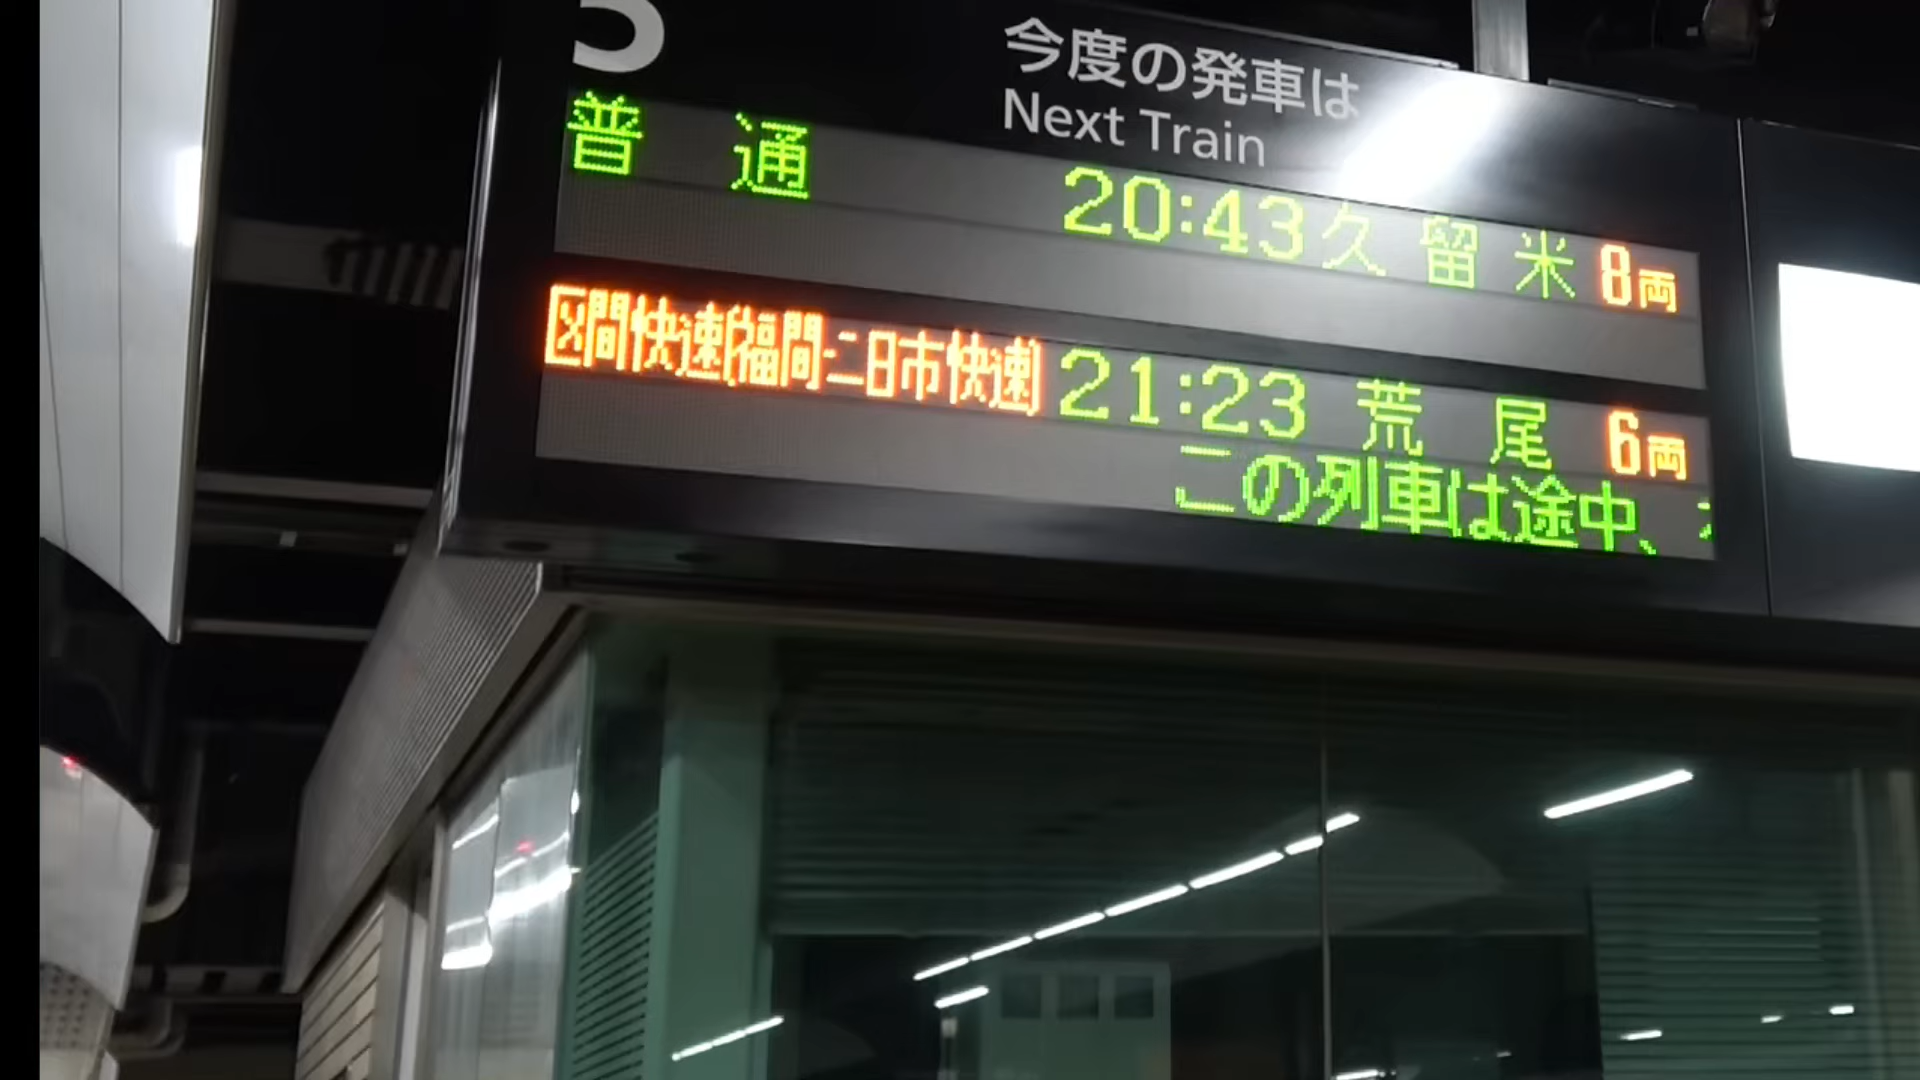 今度の発車は
Next Train
普通 20:43 久留米 8両
区間快速(福間-二日市快速) 21:23 荒尾 6両
この列車は途中、